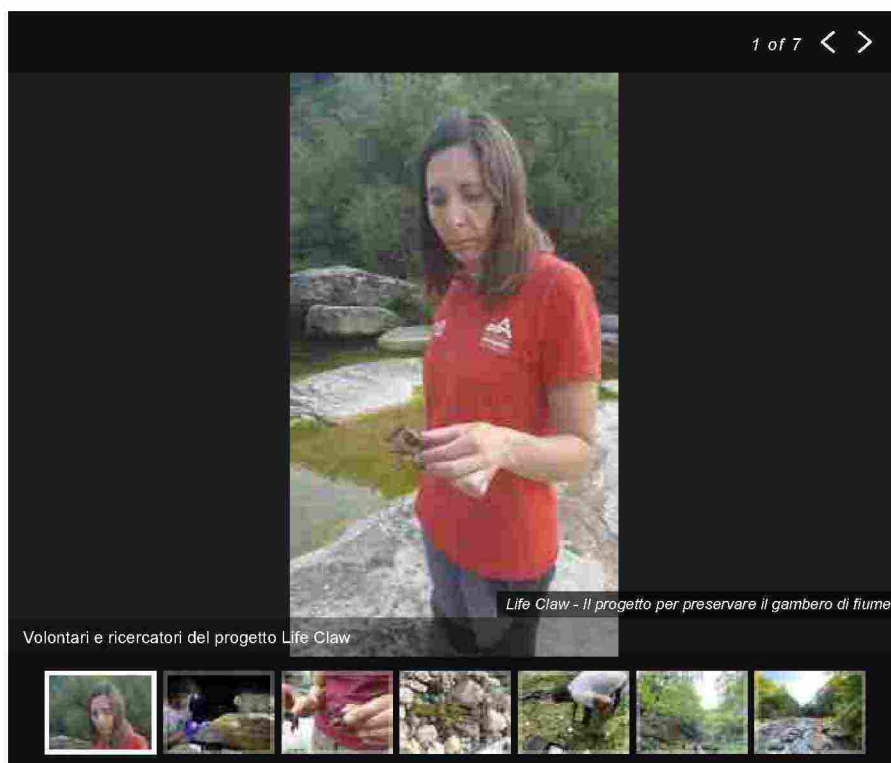 1 of 7
Life Claw - Il progetto per preservare il gambero di fiume
Volontari e ricercatori del progetto Life Claw